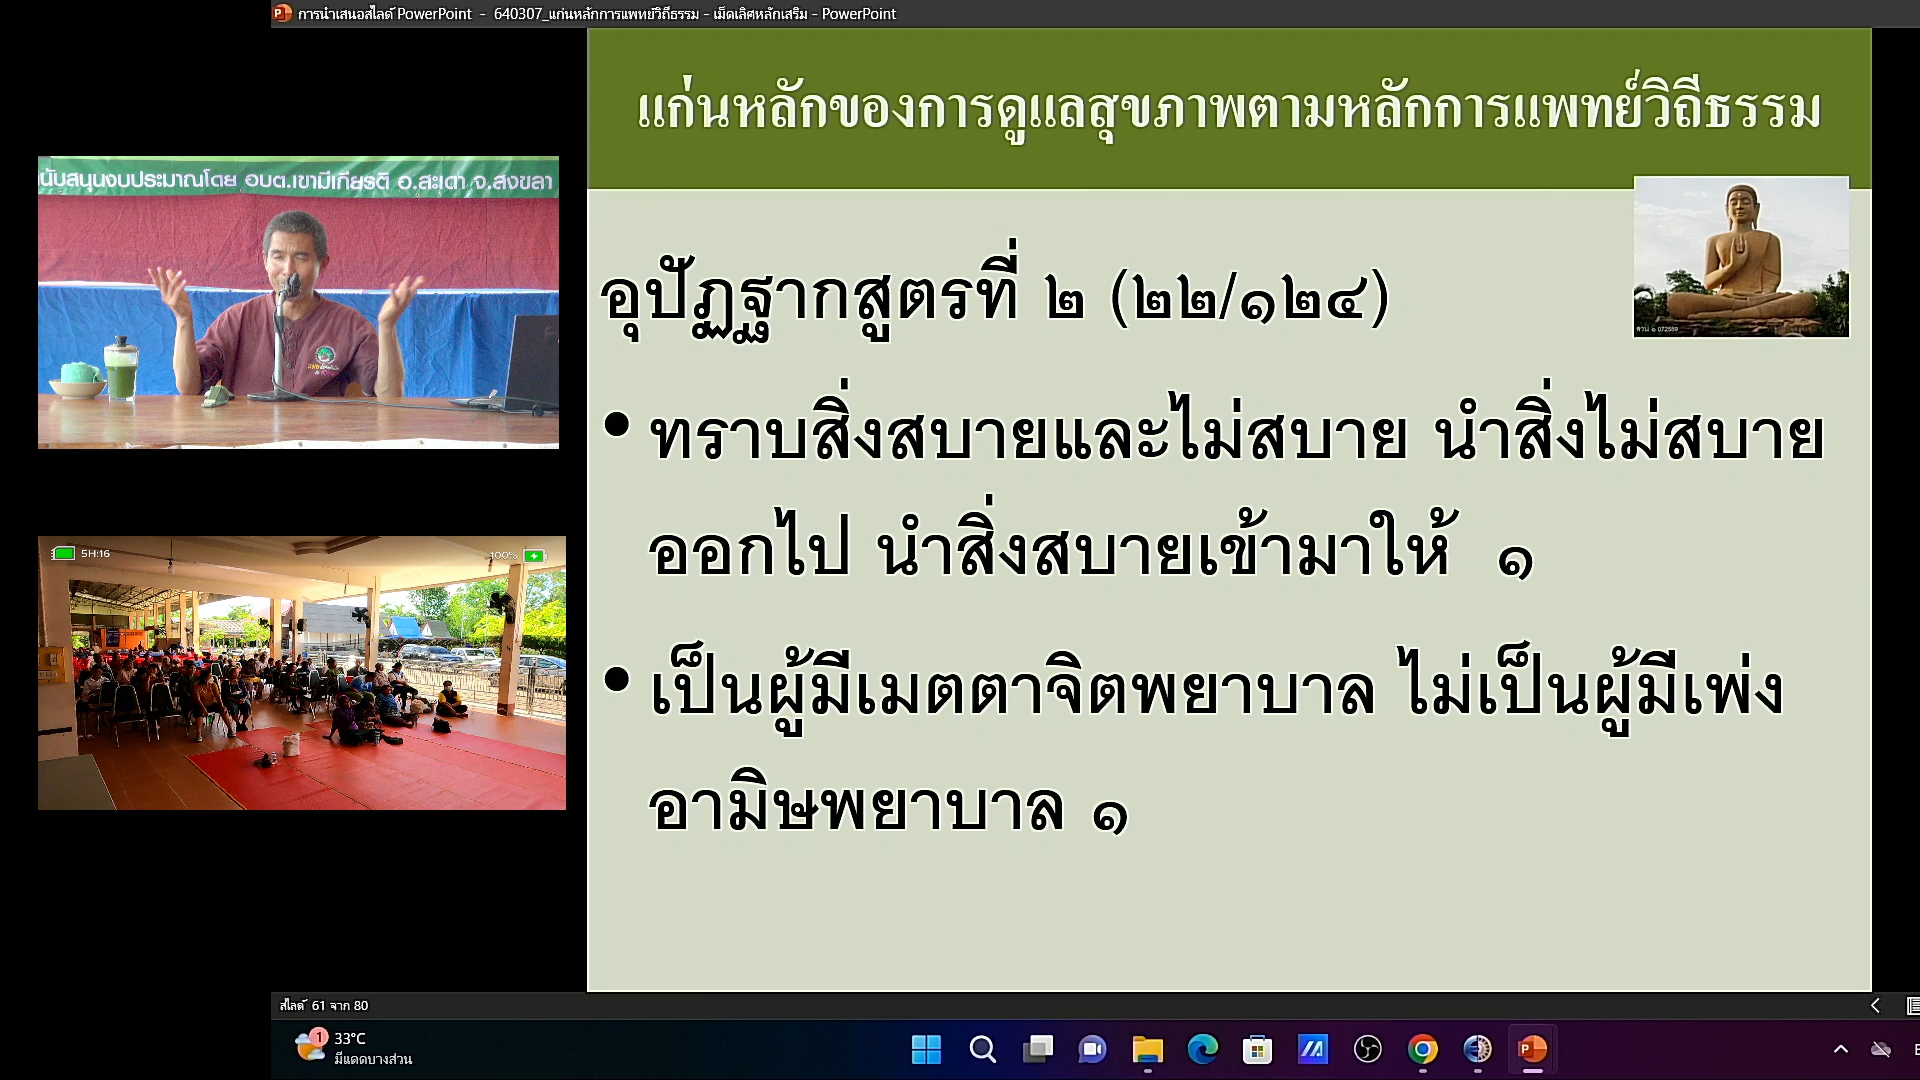 การนำเสนอสไลด์ PowerPoint - 640307_แก่นหลักการแพทย์วิถีธรรม - เม็ดเลิศหลักเสริม - PowerPoint
แก่นหลักของการดูแลสุขภาพตามหลักการแพทย์วิถีธรรม
นับสนุนงบประมาณโดย อบต.เขามีเกียรติ อ.สะเดา จ.สงขลา
อุปัฏฐากสูตรที่ ๒ (๒๒/๑๒๔)
• ทราบสิ่งสบายและไม่สบาย นำสิ่งไม่สบาย
ออกไป นำสิ่งสบายเข้ามาให้ ๑
• เป็นผู้มีเมตตาจิตพยาบาล ไม่เป็นผู้มีเพ่ง
อามิษพยาบาล ๑
5H:16
100%
สไลด์ 61 จาก 80
1
33°C
มีแดดบางส่วน